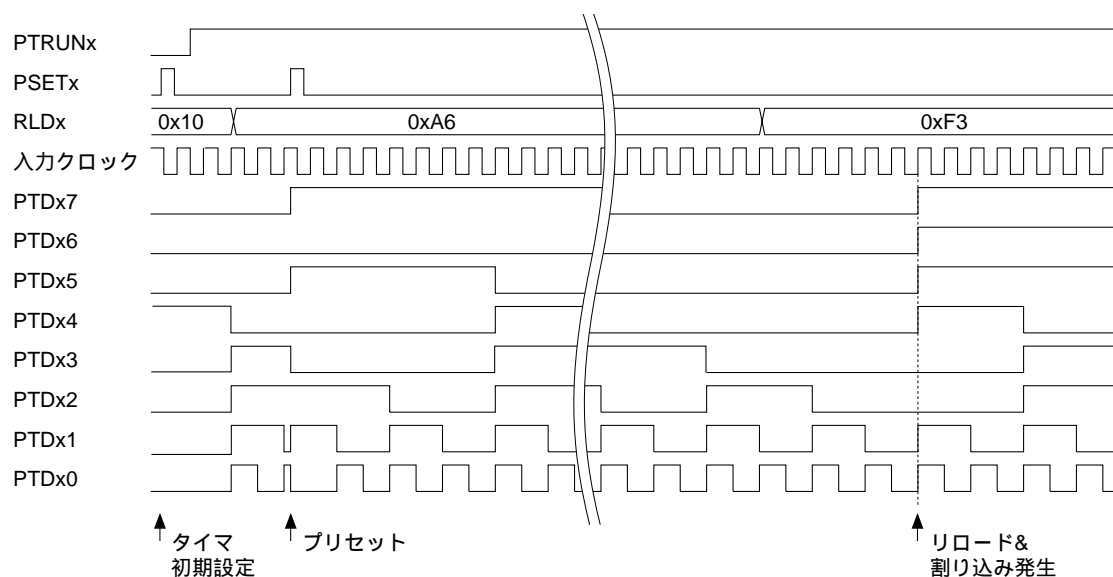 PTRUNx
PSETx
RLDx
0x10
0xA6
0xF3
入力クロック
PTDx7
PTDx6
PTDx5
PTDx4
PTDx3
PTDx2
PTDx1
PTDx0
タイマ
初期設定
プリセット
リロード&
割り込み発生